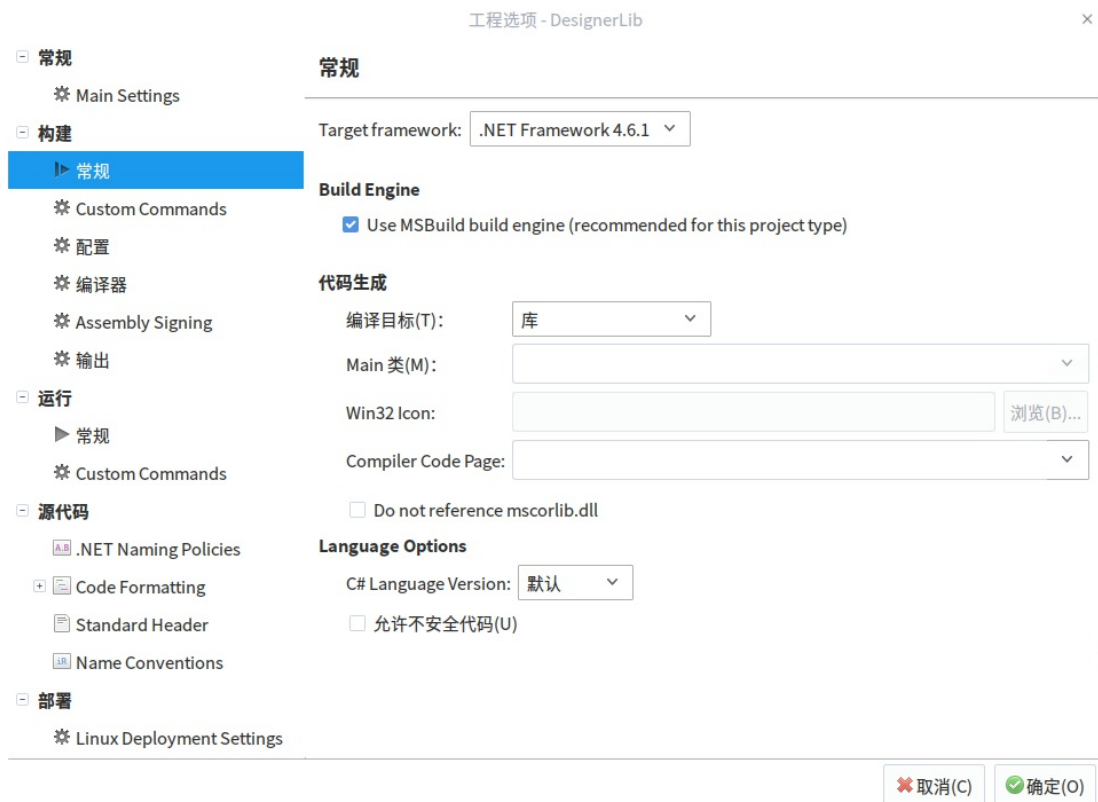 工程选项 - DesignerLib
常规
Main Settings
构建
常规
Custom Commands
配置
编译器
Assembly Signing
输出
运行
常规
Custom Commands
源代码
.NET Naming Policies
Code Formatting
Standard Header
Name Conventions
部署
Linux Deployment Settings
常规
Target framework: .NET Framework 4.6.1
Build Engine
Use MSBuild build engine (recommended for this project type)
代码生成
编译目标(T)： 库
Main 类(M)：
Win32 Icon: 浏览(B)...
Compiler Code Page:
Do not reference mscorlib.dll
Language Options
C# Language Version: 默认
允许不安全代码(U)
取消(C) 确定(O)